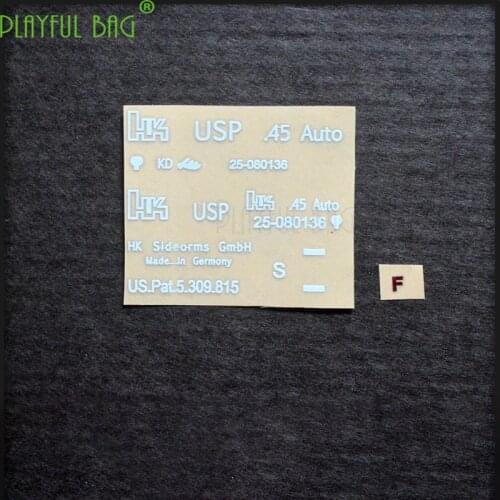 PLAYFUL BAG®
HK USP .45 Auto
KD 25-080136
HK USP HK .45 Auto
25-080136
HK Sideorms GmbH
Made...In Germany
S
US.Pat.5.309.815
F